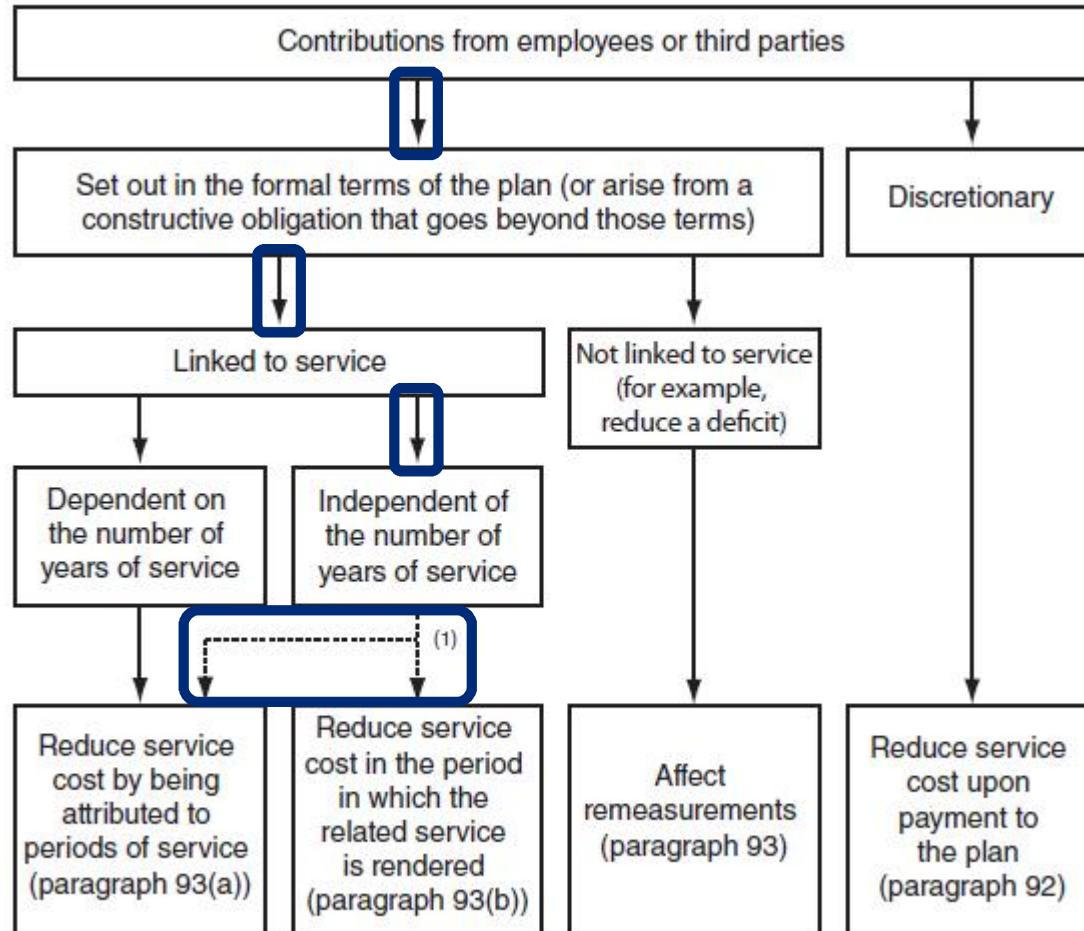 Contributions from employees or third parties
Set out in the formal terms of the plan (or arise from a
constructive obligation that goes beyond those terms)
Discretionary
Linked to service
Not linked to service
(for example,
reduce a deficit)
Dependent on
the number of
years of service
Independent of
the number of
years of service
(1)
Reduce service
cost by being
attributed to
periods of service
(paragraph 93(a))
Reduce service
cost in the period
in which the
related service
is rendered
(paragraph 93(b))
Affect
remeasurements
(paragraph 93)
Reduce service
cost upon
payment to
the plan
(paragraph 92)